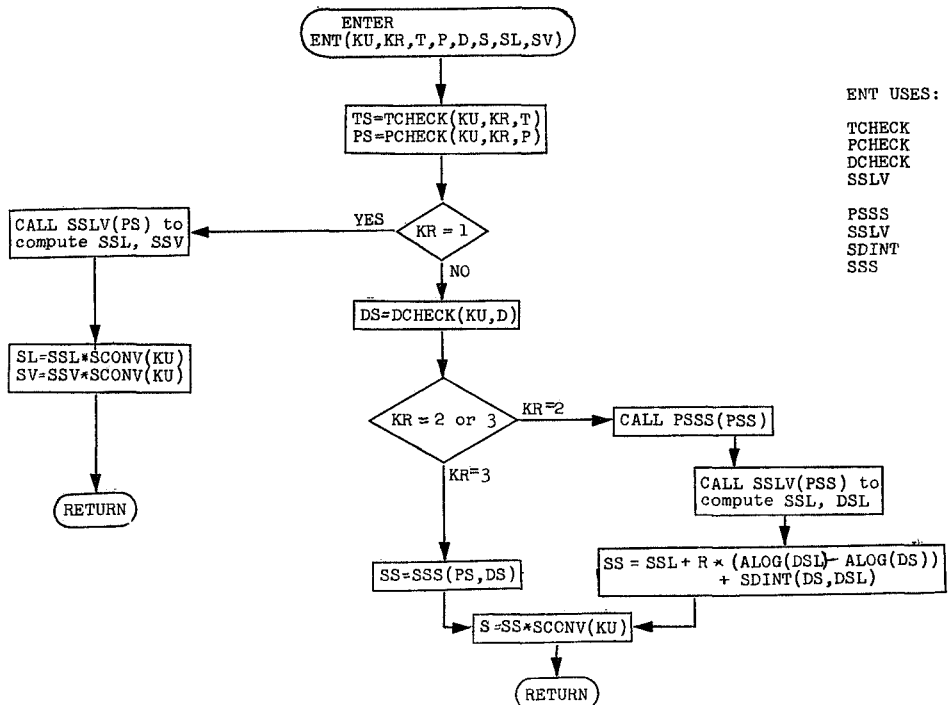 ENTER
ENT(KU,KR,T,P,D,S,SL,SV)
TS=TCHECK(KU,KR,T)
PS=PCHECK(KU,KR,P)
ENT USES:
TCHECK
PCHECK
DCHECK
SSLV
PSSS
SSLV
SDINT
SSS
KR = 1
YES
NO
CALL SSLV(PS) to
compute SSL, SSV
SL=SSL*SCONV(KU)
SV=SSV*SCONV(KU)
RETURN
DS=DCHECK(KU,D)
KR = 2 or 3
KR=2
KR=3
CALL PSSS(PSS)
CALL SSLV(PSS) to
compute SSL, DSL
SS = SSL + R * (ALOG(DSL) - ALOG(DS))
+ SDINT(DS,DSL)
SS=SSS(PS,DS)
S=SS*SCONV(KU)
RETURN